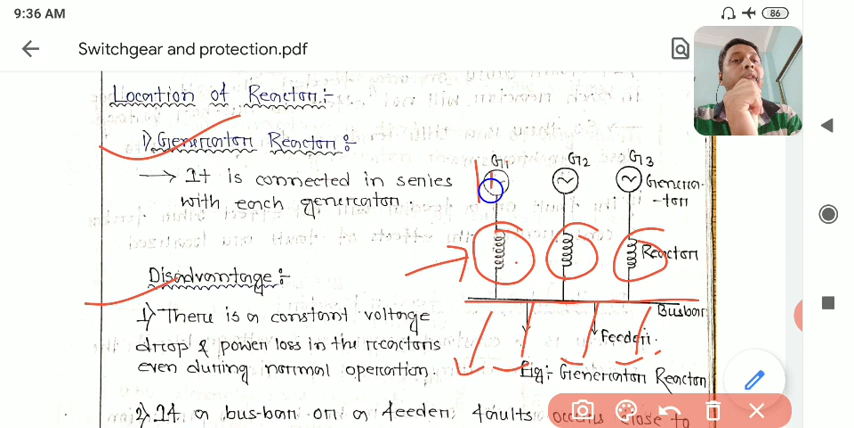 9:36 AM
86
Switchgear and protection.pdf
Location of Reactor:-
1) Generator Reactor:-
→ It is connected in series
with each generator.
G1 G2 G3
Genera-
-tor
Reactor
Busbar
Feeder
Fig:- Generator Reactor
Disadvantage:-
1) There is a constant voltage
drop & power loss in the reactors
even during normal operation.
2) If a bus-bar or a feeder faults occurs close to